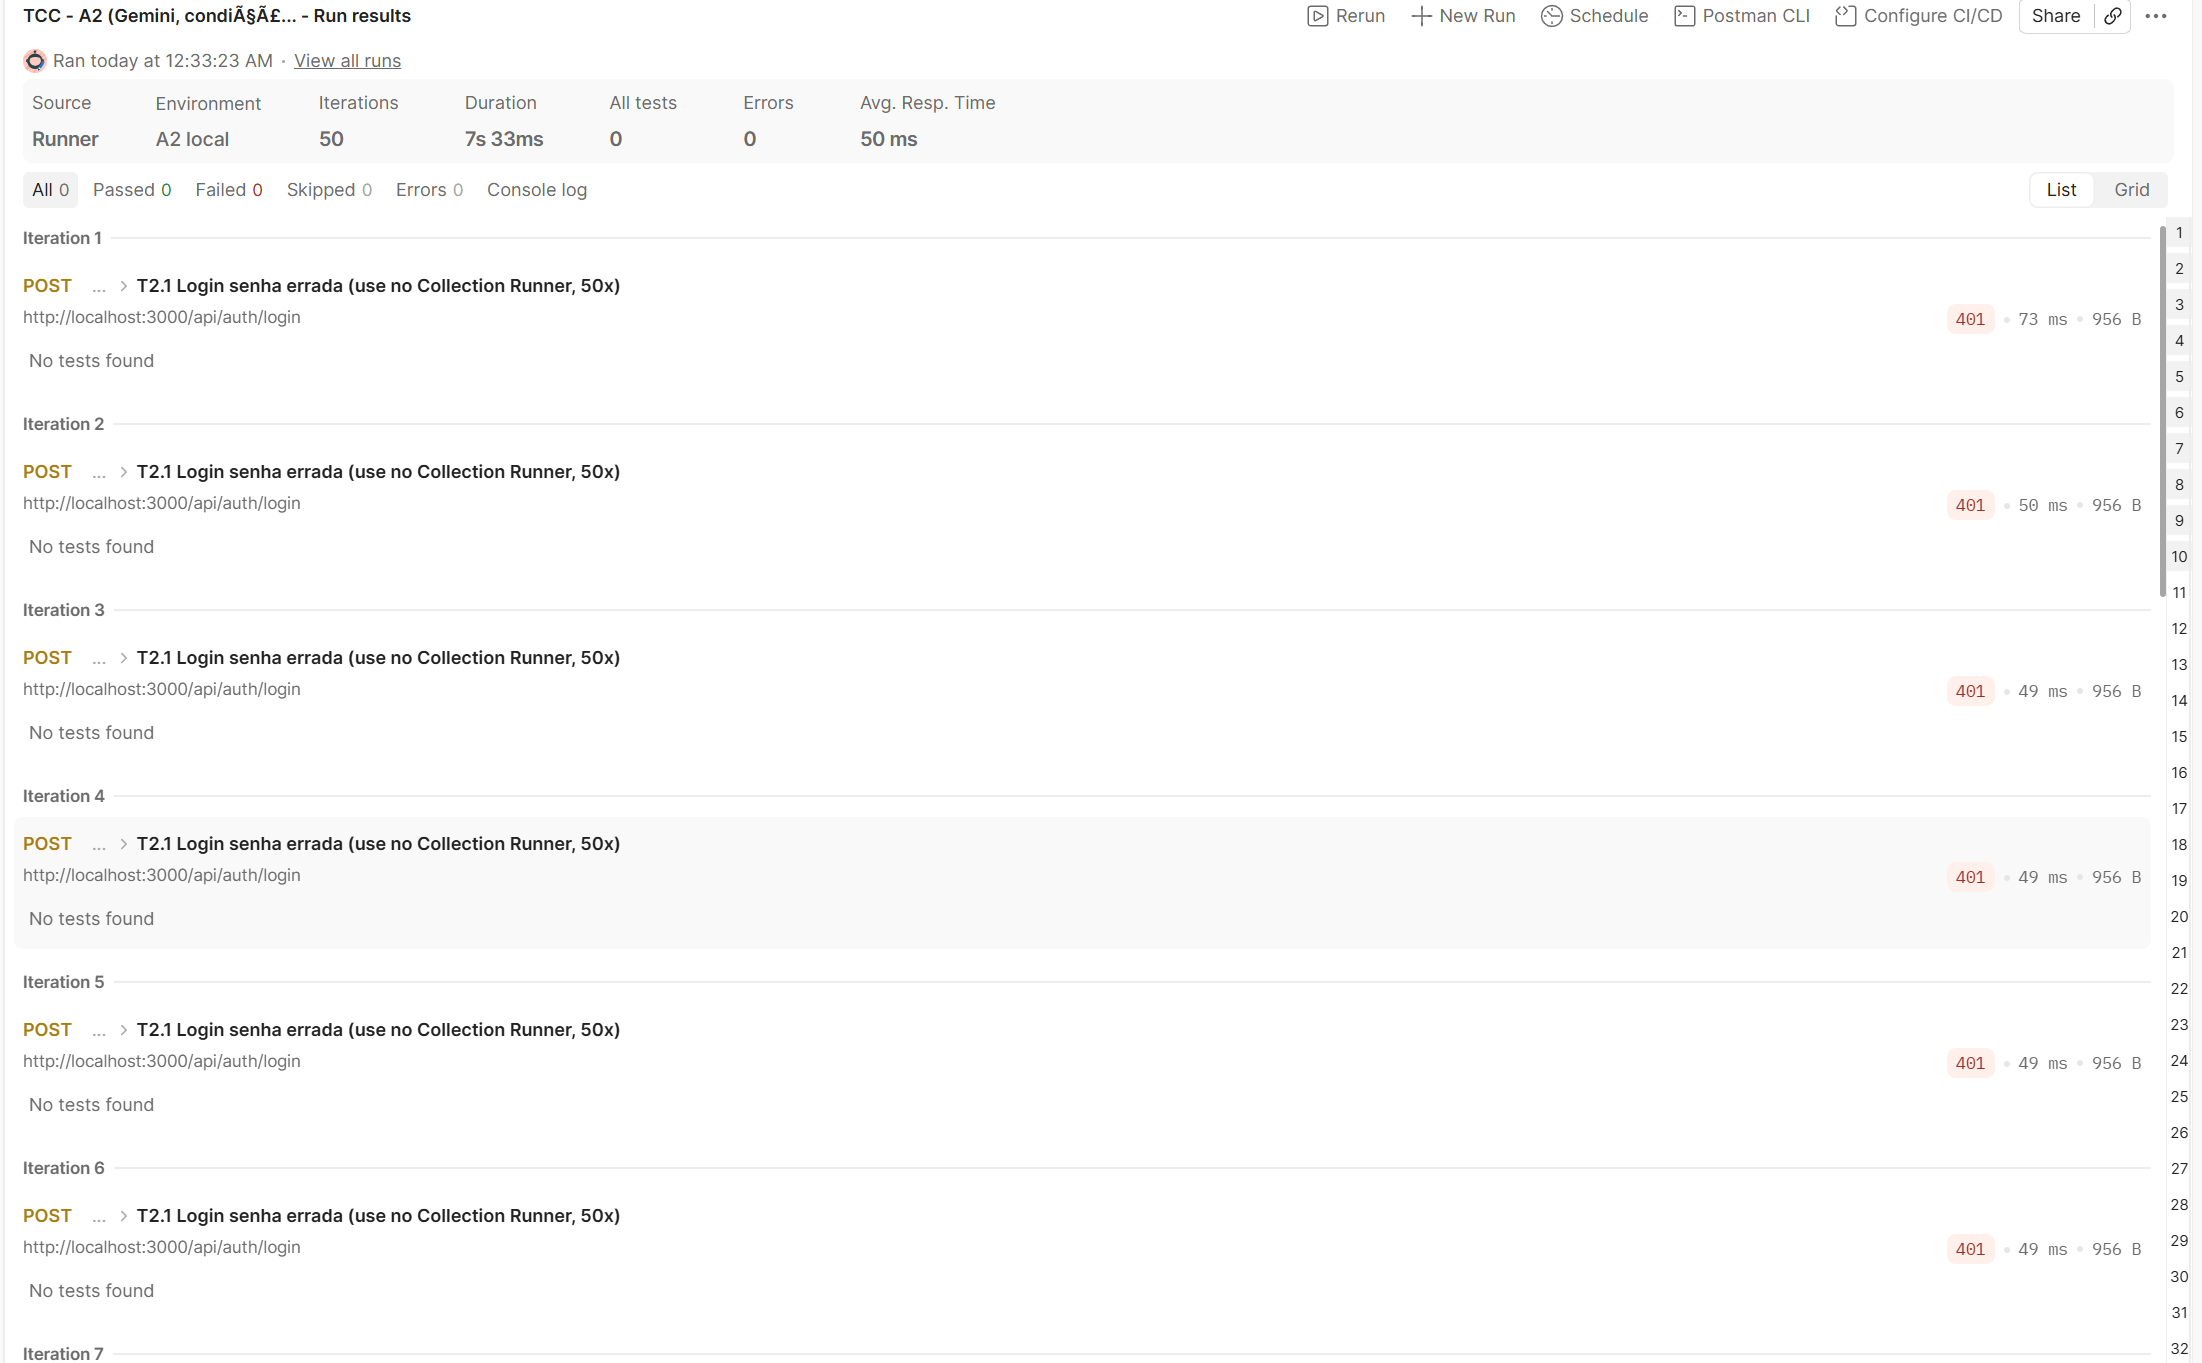 TCC - A2 (Gemini, condiÃ§Ã£... - Run results
Rerun
New Run
Schedule
Postman CLI
Configure CI/CD
Share
Ran today at 12:33:23 AM · View all runs
Source Environment Iterations Duration All tests Errors Avg. Resp. Time
Runner A2 local 50 7s 33ms 0 0 50 ms
All 0 Passed 0 Failed 0 Skipped 0 Errors 0 Console log
List Grid
Iteration 1
POST ... > T2.1 Login senha errada (use no Collection Runner, 50x)
http://localhost:3000/api/auth/login
401 • 73 ms • 956 B
No tests found
Iteration 2
POST ... > T2.1 Login senha errada (use no Collection Runner, 50x)
http://localhost:3000/api/auth/login
401 • 50 ms • 956 B
No tests found
Iteration 3
POST ... > T2.1 Login senha errada (use no Collection Runner, 50x)
http://localhost:3000/api/auth/login
401 • 49 ms • 956 B
No tests found
Iteration 4
POST ... > T2.1 Login senha errada (use no Collection Runner, 50x)
http://localhost:3000/api/auth/login
401 • 49 ms • 956 B
No tests found
Iteration 5
POST ... > T2.1 Login senha errada (use no Collection Runner, 50x)
http://localhost:3000/api/auth/login
401 • 49 ms • 956 B
No tests found
Iteration 6
POST ... > T2.1 Login senha errada (use no Collection Runner, 50x)
http://localhost:3000/api/auth/login
401 • 49 ms • 956 B
No tests found
Iteration 7
1
2
3
4
5
6
7
8
9
10
11
12
13
14
15
16
17
18
19
20
21
22
23
24
25
26
27
28
29
30
31
32